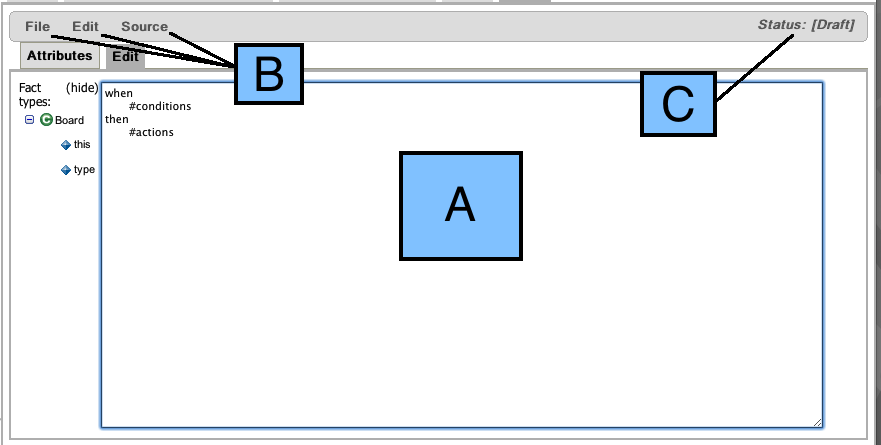 File Edit Source Status: [Draft]
Attributes Edit
B
C
Fact (hide)
types:
Board
this
type
when
#conditions
then
#actions
A